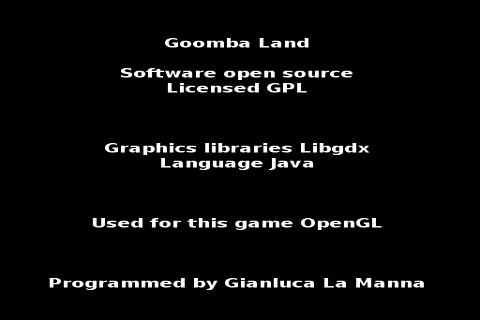 Goomba Land
Software open source
Licensed GPL
Graphics libraries Libgdx
Language Java
Used for this game OpenGL
Programmed by Gianluca La Manna